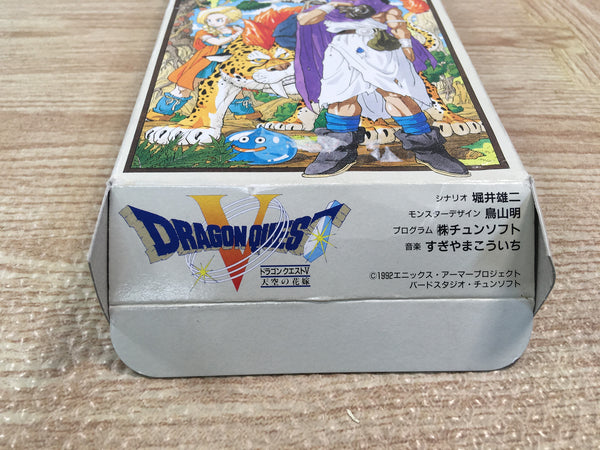 DRAGON QUEST
V
ドラゴンクエストV
天空の花嫁
シナリオ 堀井雄二
モンスターデザイン 鳥山明
プログラム ㈱チュンソフト
音楽 すぎやまこういち
©1992エニックス・アーマープロジェクト
バードスタジオ・チュンソフト